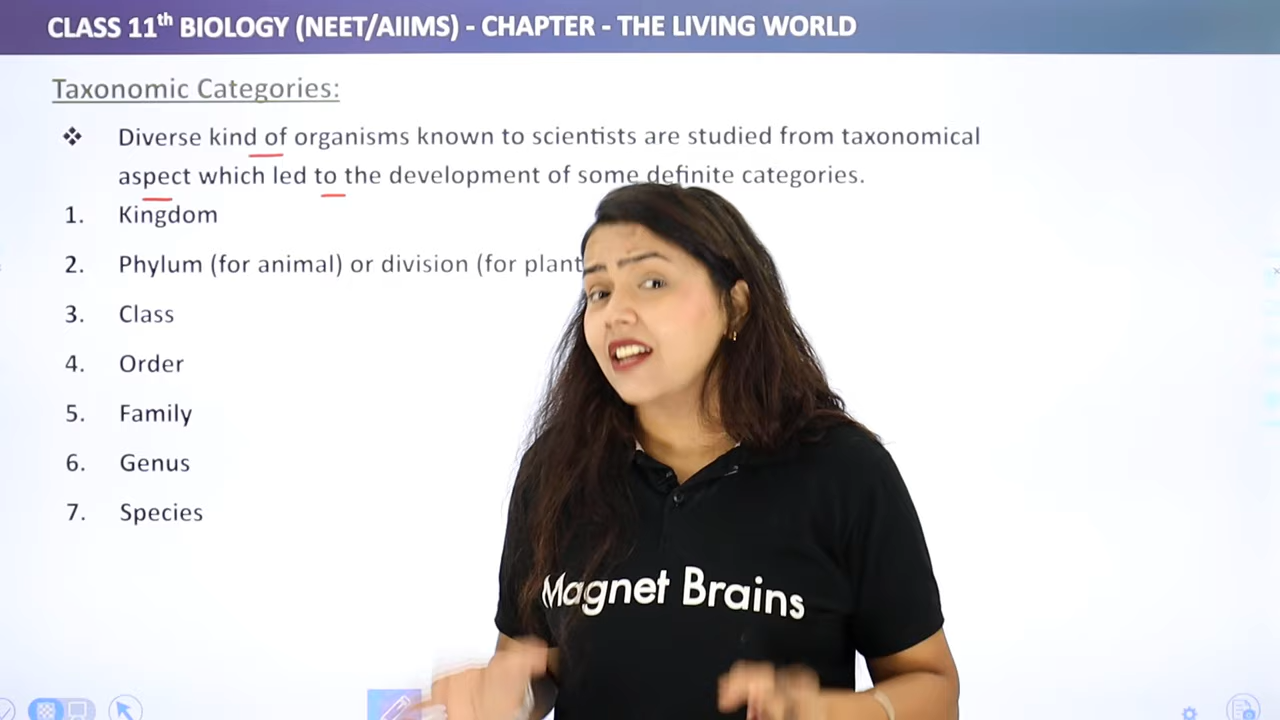 CLASS 11th BIOLOGY (NEET/AIIMS) - CHAPTER - THE LIVING WORLD
Taxonomic Categories:
❖ Diverse kind of organisms known to scientists are studied from taxonomical
aspect which led to the development of some definite categories.
1. Kingdom
2. Phylum (for animal) or division (for plant
3. Class
4. Order
5. Family
6. Genus
7. Species
Magnet Brains